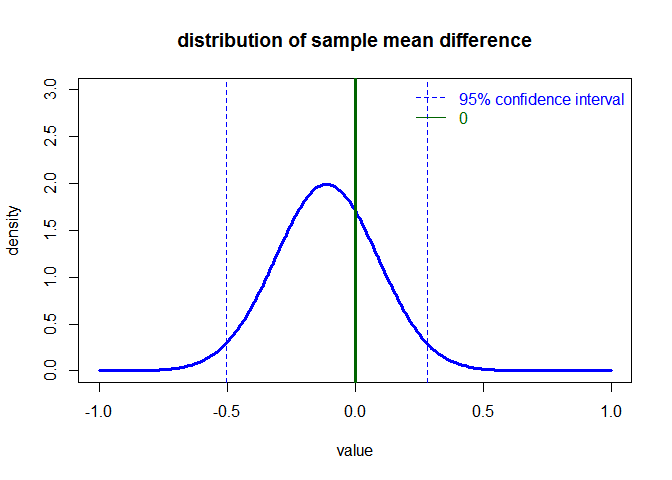 distribution of sample mean difference
95% confidence interval
0
density
0.0 0.5 1.0 1.5 2.0 2.5 3.0
-1.0 -0.5 0.0 0.5 1.0
value